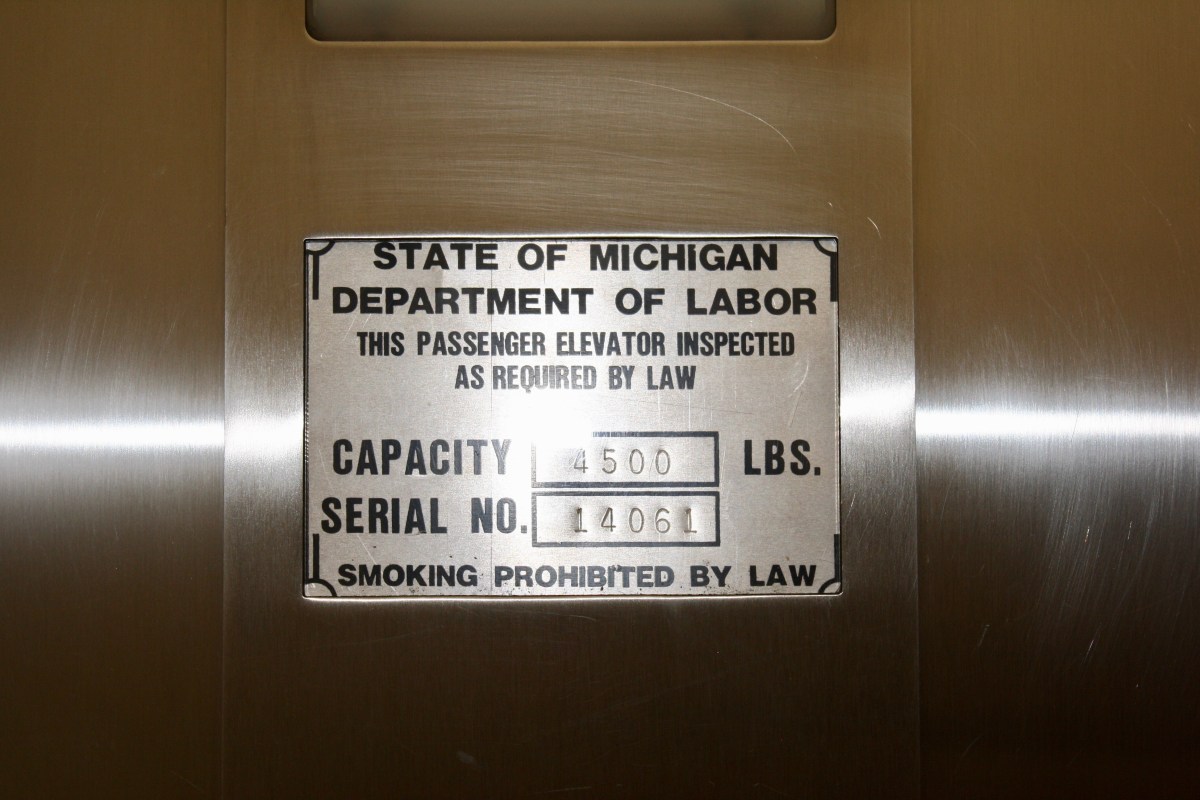 STATE OF MICHIGAN
DEPARTMENT OF LABOR
THIS PASSENGER ELEVATOR INSPECTED
AS REQUIRED BY LAW
CAPACITY 4500 LBS.
SERIAL NO. 14061
SMOKING PROHIBITED BY LAW